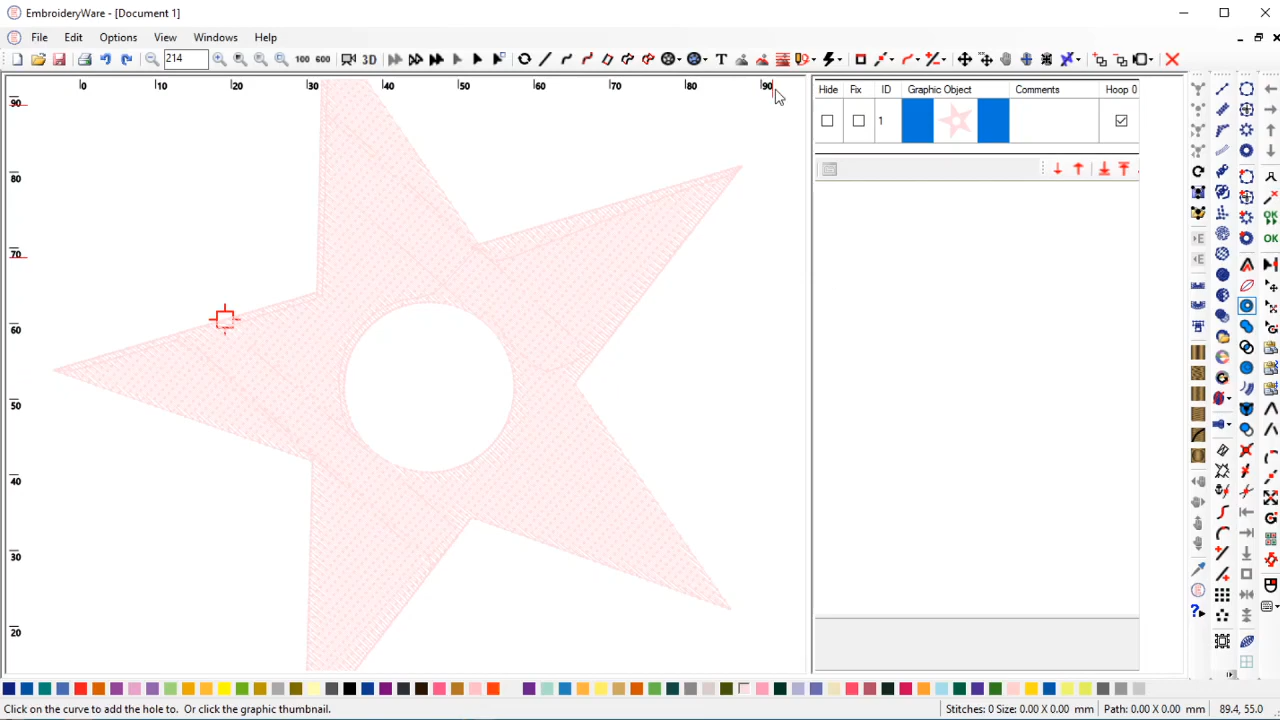 EmbroideryWare - [Document 1]
File Edit Options View Windows Help
214 100 600 3D T
0 10 20 30 40 50 60 70 80 90
90
80
70
60
50
40
30
20
Hide Fix ID Graphic Object Comments Hoop 0
1
OK
OK
Click on the curve to add the hole to. Or click the graphic thumbnail.
Stitches: 0 Size: 0.00 X 0.00 mm Path: 0.00 X 0.00 mm 89.4, 55.0